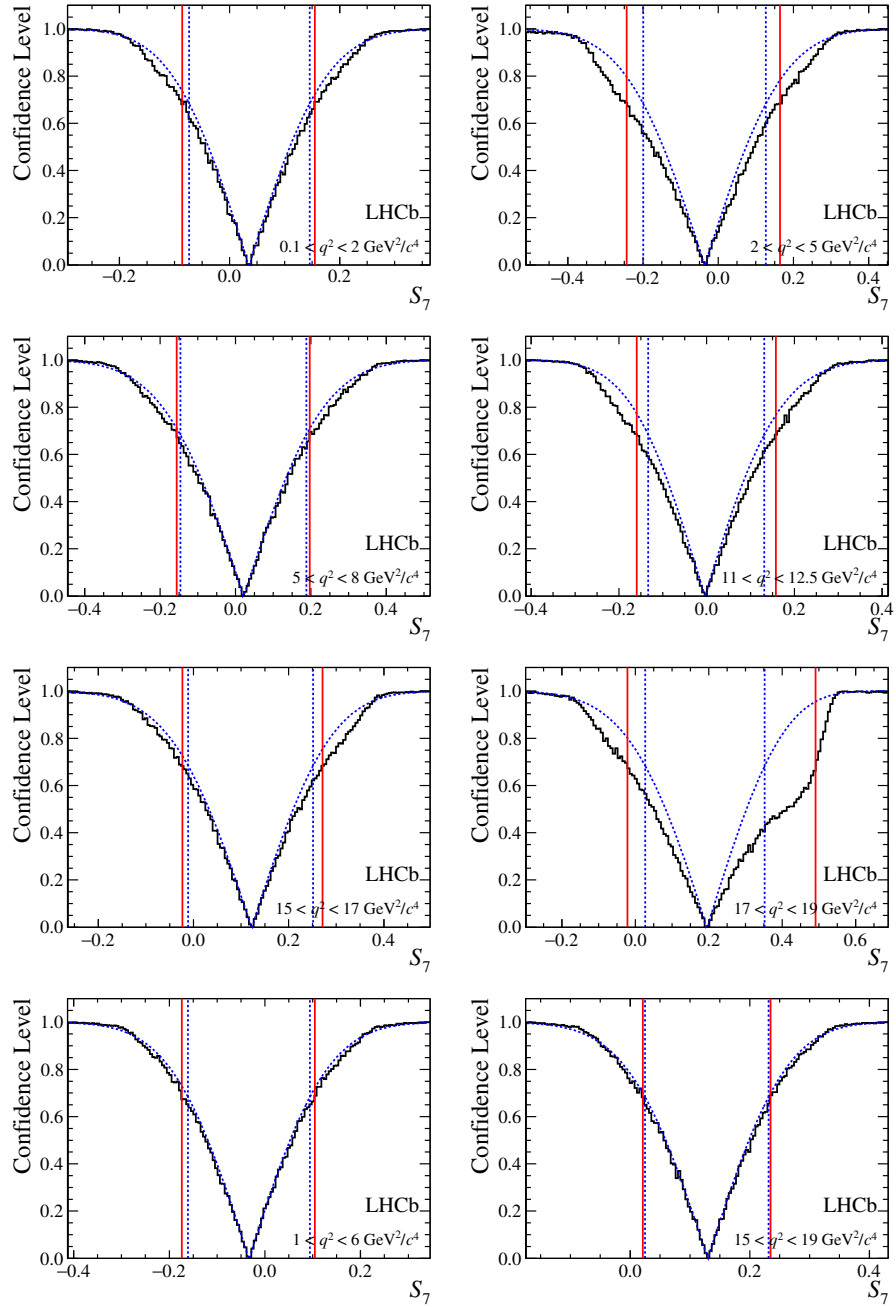 Confidence Level
1.0
0.8
0.6
0.4
0.2
0.0
LHCb
0.1 < q² < 2 GeV²/c⁴
−0.2 0.0 0.2
S₇
Confidence Level
1.0
0.8
0.6
0.4
0.2
0.0
LHCb
2 < q² < 5 GeV²/c⁴
−0.4 −0.2 0.0 0.2 0.4
S₇
Confidence Level
1.0
0.8
0.6
0.4
0.2
0.0
LHCb
5 < q² < 8 GeV²/c⁴
−0.4 −0.2 0.0 0.2 0.4
S₇
Confidence Level
1.0
0.8
0.6
0.4
0.2
0.0
LHCb
11 < q² < 12.5 GeV²/c⁴
−0.4 −0.2 0.0 0.2 0.4
S₇
Confidence Level
1.0
0.8
0.6
0.4
0.2
0.0
LHCb
15 < q² < 17 GeV²/c⁴
−0.2 0.0 0.2 0.4
S₇
Confidence Level
1.0
0.8
0.6
0.4
0.2
0.0
LHCb
17 < q² < 19 GeV²/c⁴
−0.2 0.0 0.2 0.4 0.6
S₇
Confidence Level
1.0
0.8
0.6
0.4
0.2
0.0
LHCb
1 < q² < 6 GeV²/c⁴
−0.4 −0.2 0.0 0.2
S₇
Confidence Level
1.0
0.8
0.6
0.4
0.2
0.0
LHCb
15 < q² < 19 GeV²/c⁴
0.0 0.2 0.4
S₇